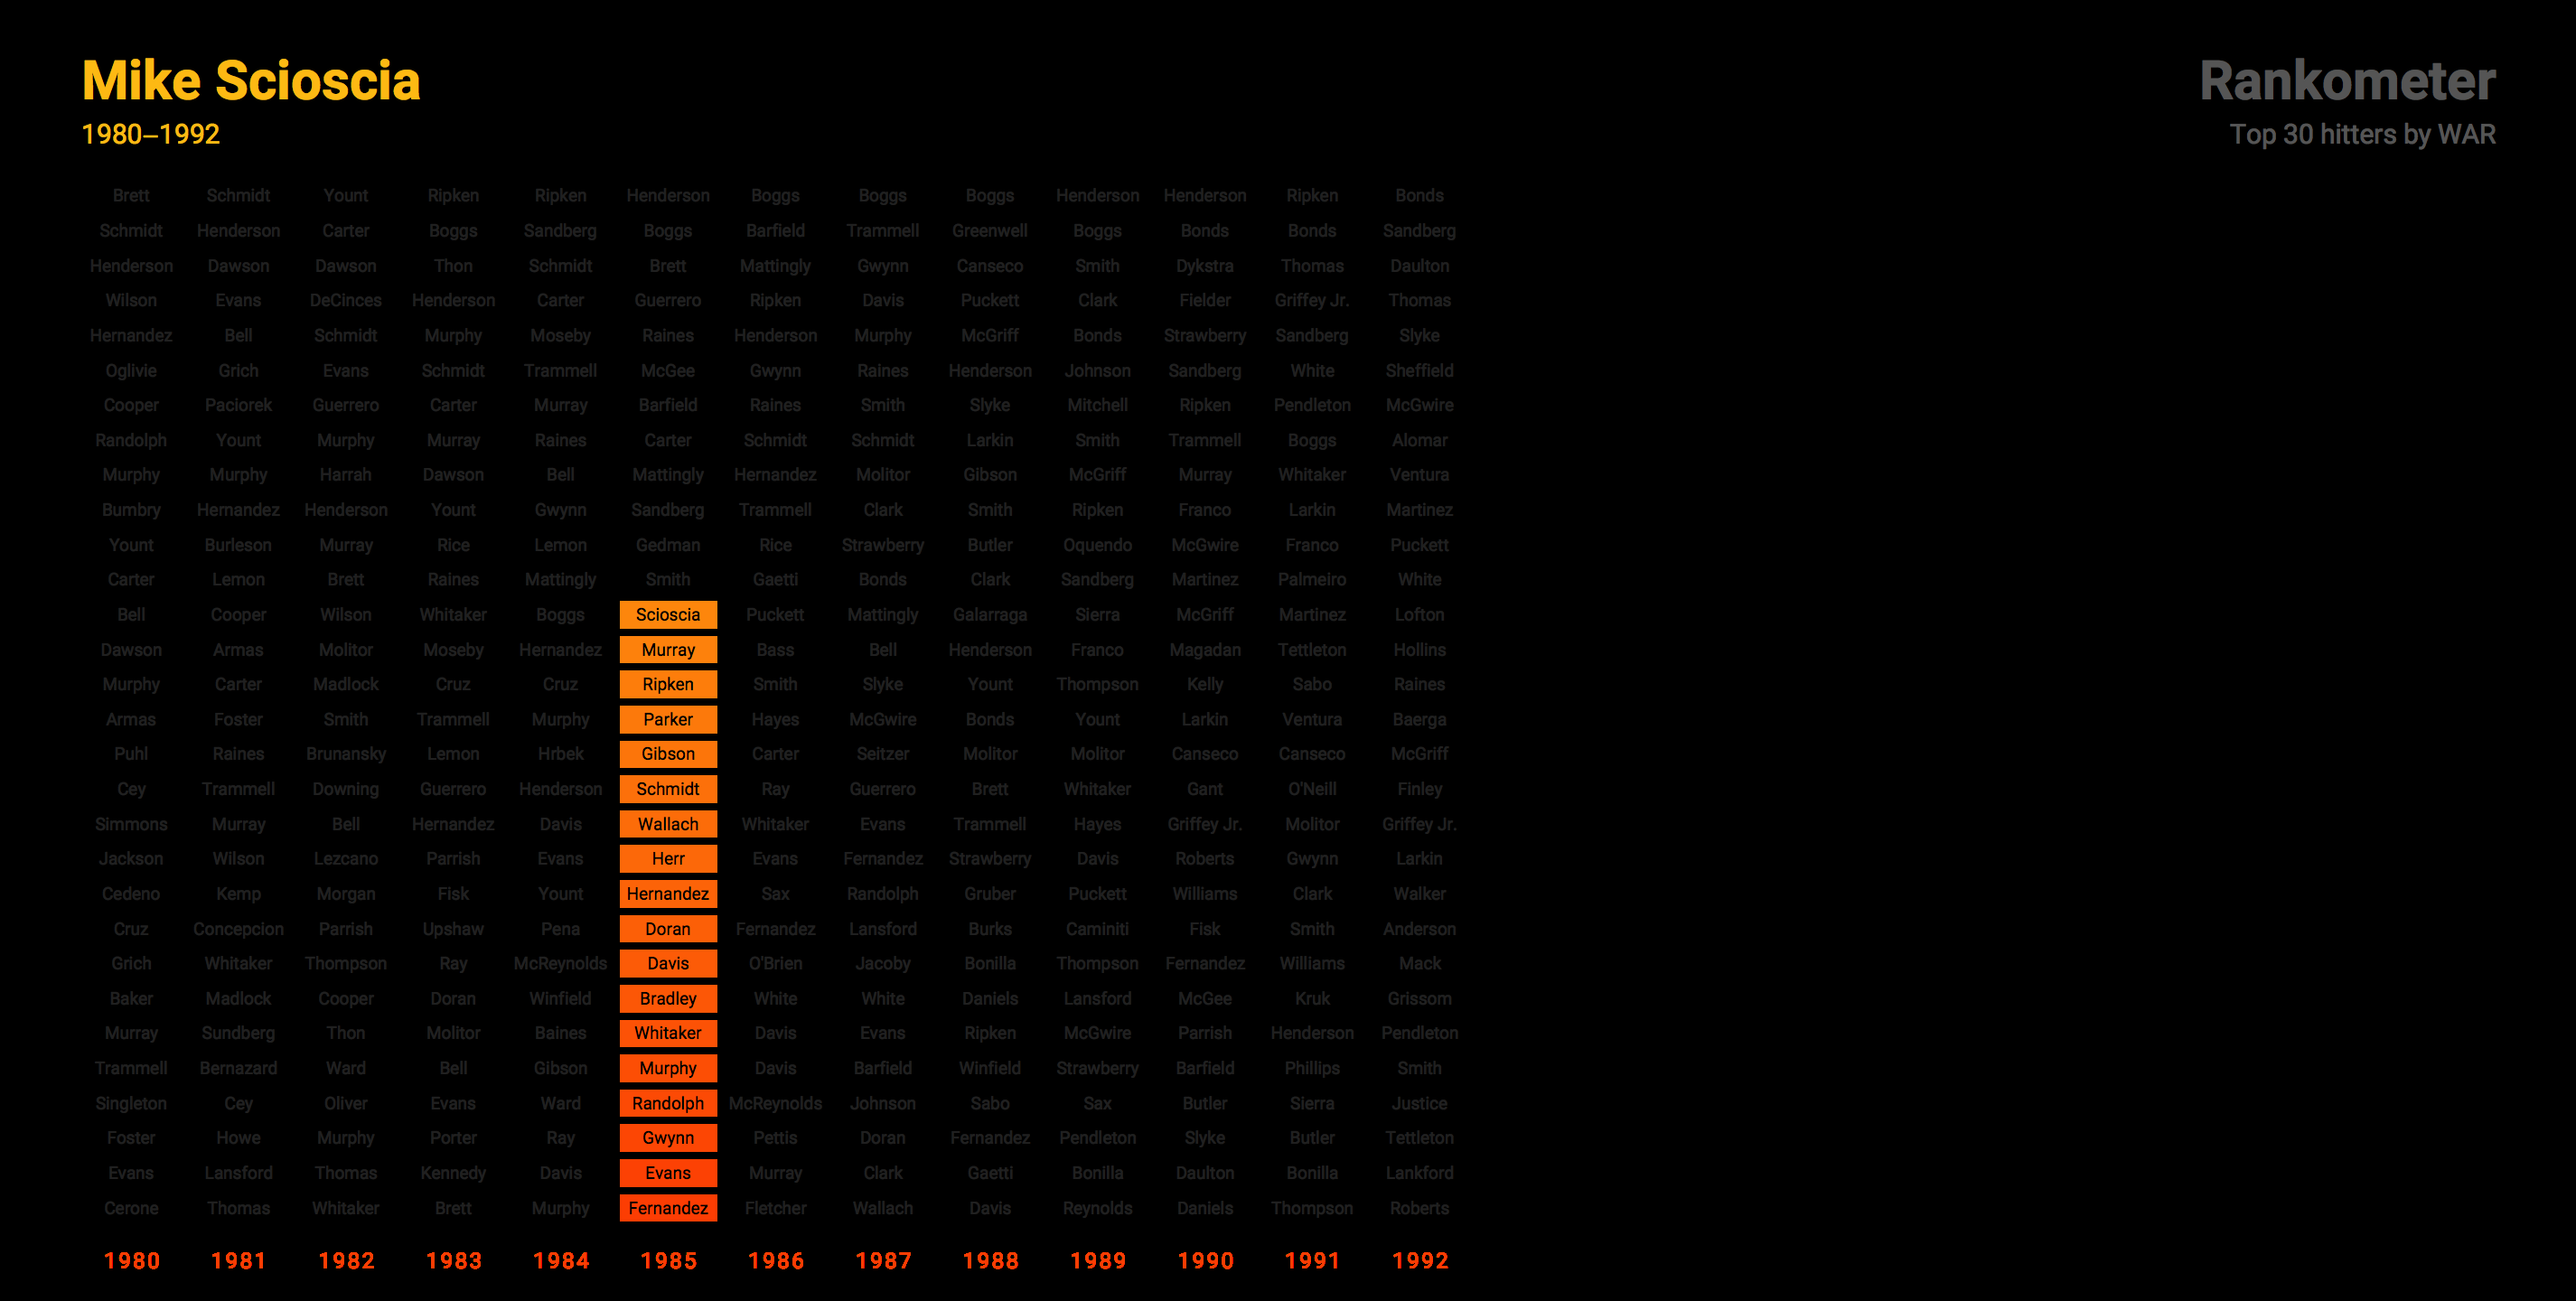 Mike Scioscia
1980–1992
Rankometer
Top 30 hitters by WAR
Brett Schmidt Yount Ripken Ripken Henderson Boggs Boggs Boggs Henderson Henderson Ripken Bonds
Schmidt Henderson Carter Boggs Sandberg Boggs Barfield Trammell Greenwell Boggs Bonds Bonds Sandberg
Henderson Dawson Dawson Thon Schmidt Brett Mattingly Gwynn Canseco Smith Dykstra Thomas Daulton
Wilson Evans DeCinces Henderson Carter Guerrero Ripken Davis Puckett Clark Fielder Griffey Jr. Thomas
Hernandez Bell Schmidt Murphy Moseby Raines Henderson Murphy McGriff Bonds Strawberry Sandberg Slyke
Oglivie Grich Evans Schmidt Trammell McGee Gwynn Raines Henderson Johnson Sandberg White Sheffield
Cooper Paciorek Guerrero Carter Murray Barfield Raines Smith Slyke Mitchell Ripken Pendleton McGwire
Randolph Yount Murphy Murray Raines Carter Schmidt Schmidt Larkin Smith Trammell Boggs Alomar
Murphy Murphy Harrah Dawson Bell Mattingly Hernandez Molitor Gibson McGriff Murray Whitaker Ventura
Bumbry Hernandez Henderson Yount Gwynn Sandberg Trammell Clark Smith Ripken Franco Larkin Martinez
Yount Burleson Murray Rice Lemon Gedman Rice Strawberry Butler Oquendo McGwire Franco Puckett
Carter Lemon Brett Raines Mattingly Smith Gaetti Bonds Clark Sandberg Martinez Palmeiro White
Bell Cooper Wilson Whitaker Boggs Scioscia Puckett Mattingly Galarraga Sierra McGriff Martinez Lofton
Dawson Armas Molitor Moseby Hernandez Murray Bass Bell Henderson Franco Magadan Tettleton Hollins
Murphy Carter Madlock Cruz Cruz Ripken Smith Slyke Yount Thompson Kelly Sabo Raines
Armas Foster Smith Trammell Murphy Parker Hayes McGwire Bonds Yount Larkin Ventura Baerga
Puhl Raines Brunansky Lemon Hrbek Gibson Carter Seitzer Molitor Molitor Canseco Canseco McGriff
Cey Trammell Downing Guerrero Henderson Schmidt Ray Guerrero Brett Whitaker Gant O'Neill Finley
Simmons Murray Bell Hernandez Davis Wallach Whitaker Evans Trammell Hayes Griffey Jr. Molitor Griffey Jr.
Jackson Wilson Lezcano Parrish Evans Herr Evans Fernandez Strawberry Davis Roberts Gwynn Larkin
Cedeno Kemp Morgan Fisk Yount Hernandez Sax Randolph Gruber Puckett Williams Clark Walker
Cruz Concepcion Parrish Upshaw Pena Doran Fernandez Lansford Burks Caminiti Fisk Smith Anderson
Grich Whitaker Thompson Ray McReynolds Davis O'Brien Jacoby Bonilla Thompson Fernandez Williams Mack
Baker Madlock Cooper Doran Winfield Bradley White White Daniels Lansford McGee Kruk Grissom
Murray Sundberg Thon Molitor Baines Whitaker Davis Evans Ripken McGwire Parrish Henderson Pendleton
Trammell Bernazard Ward Bell Gibson Murphy Davis Barfield Winfield Strawberry Barfield Phillips Smith
Singleton Cey Oliver Evans Ward Randolph McReynolds Johnson Sabo Sax Butler Sierra Justice
Foster Howe Murphy Porter Ray Gwynn Pettis Doran Fernandez Pendleton Slyke Butler Tettleton
Evans Lansford Thomas Kennedy Davis Evans Murray Clark Gaetti Bonilla Daulton Bonilla Lankford
Cerone Thomas Whitaker Brett Murphy Fernandez Fletcher Wallach Davis Reynolds Daniels Thompson Roberts
1980 1981 1982 1983 1984 1985 1986 1987 1988 1989 1990 1991 1992